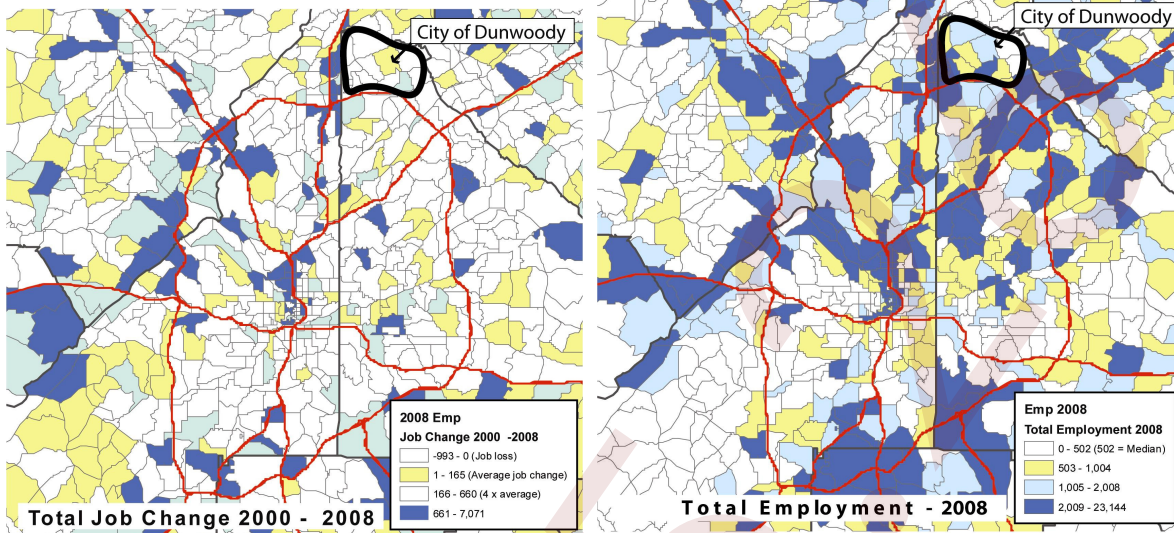 City of Dunwoody
2008 Emp
Job Change 2000 -2008
-993 - 0 (Job loss)
1 - 165 (Average job change)
166 - 660 (4 x average)
661 - 7,071
Total Job Change 2000 - 2008
City of Dunwoody
Emp 2008
Total Employment 2008
0 - 502 (502 = Median)
503 - 1,004
1,005 - 2,008
2,009 - 23,144
Total Employment - 2008